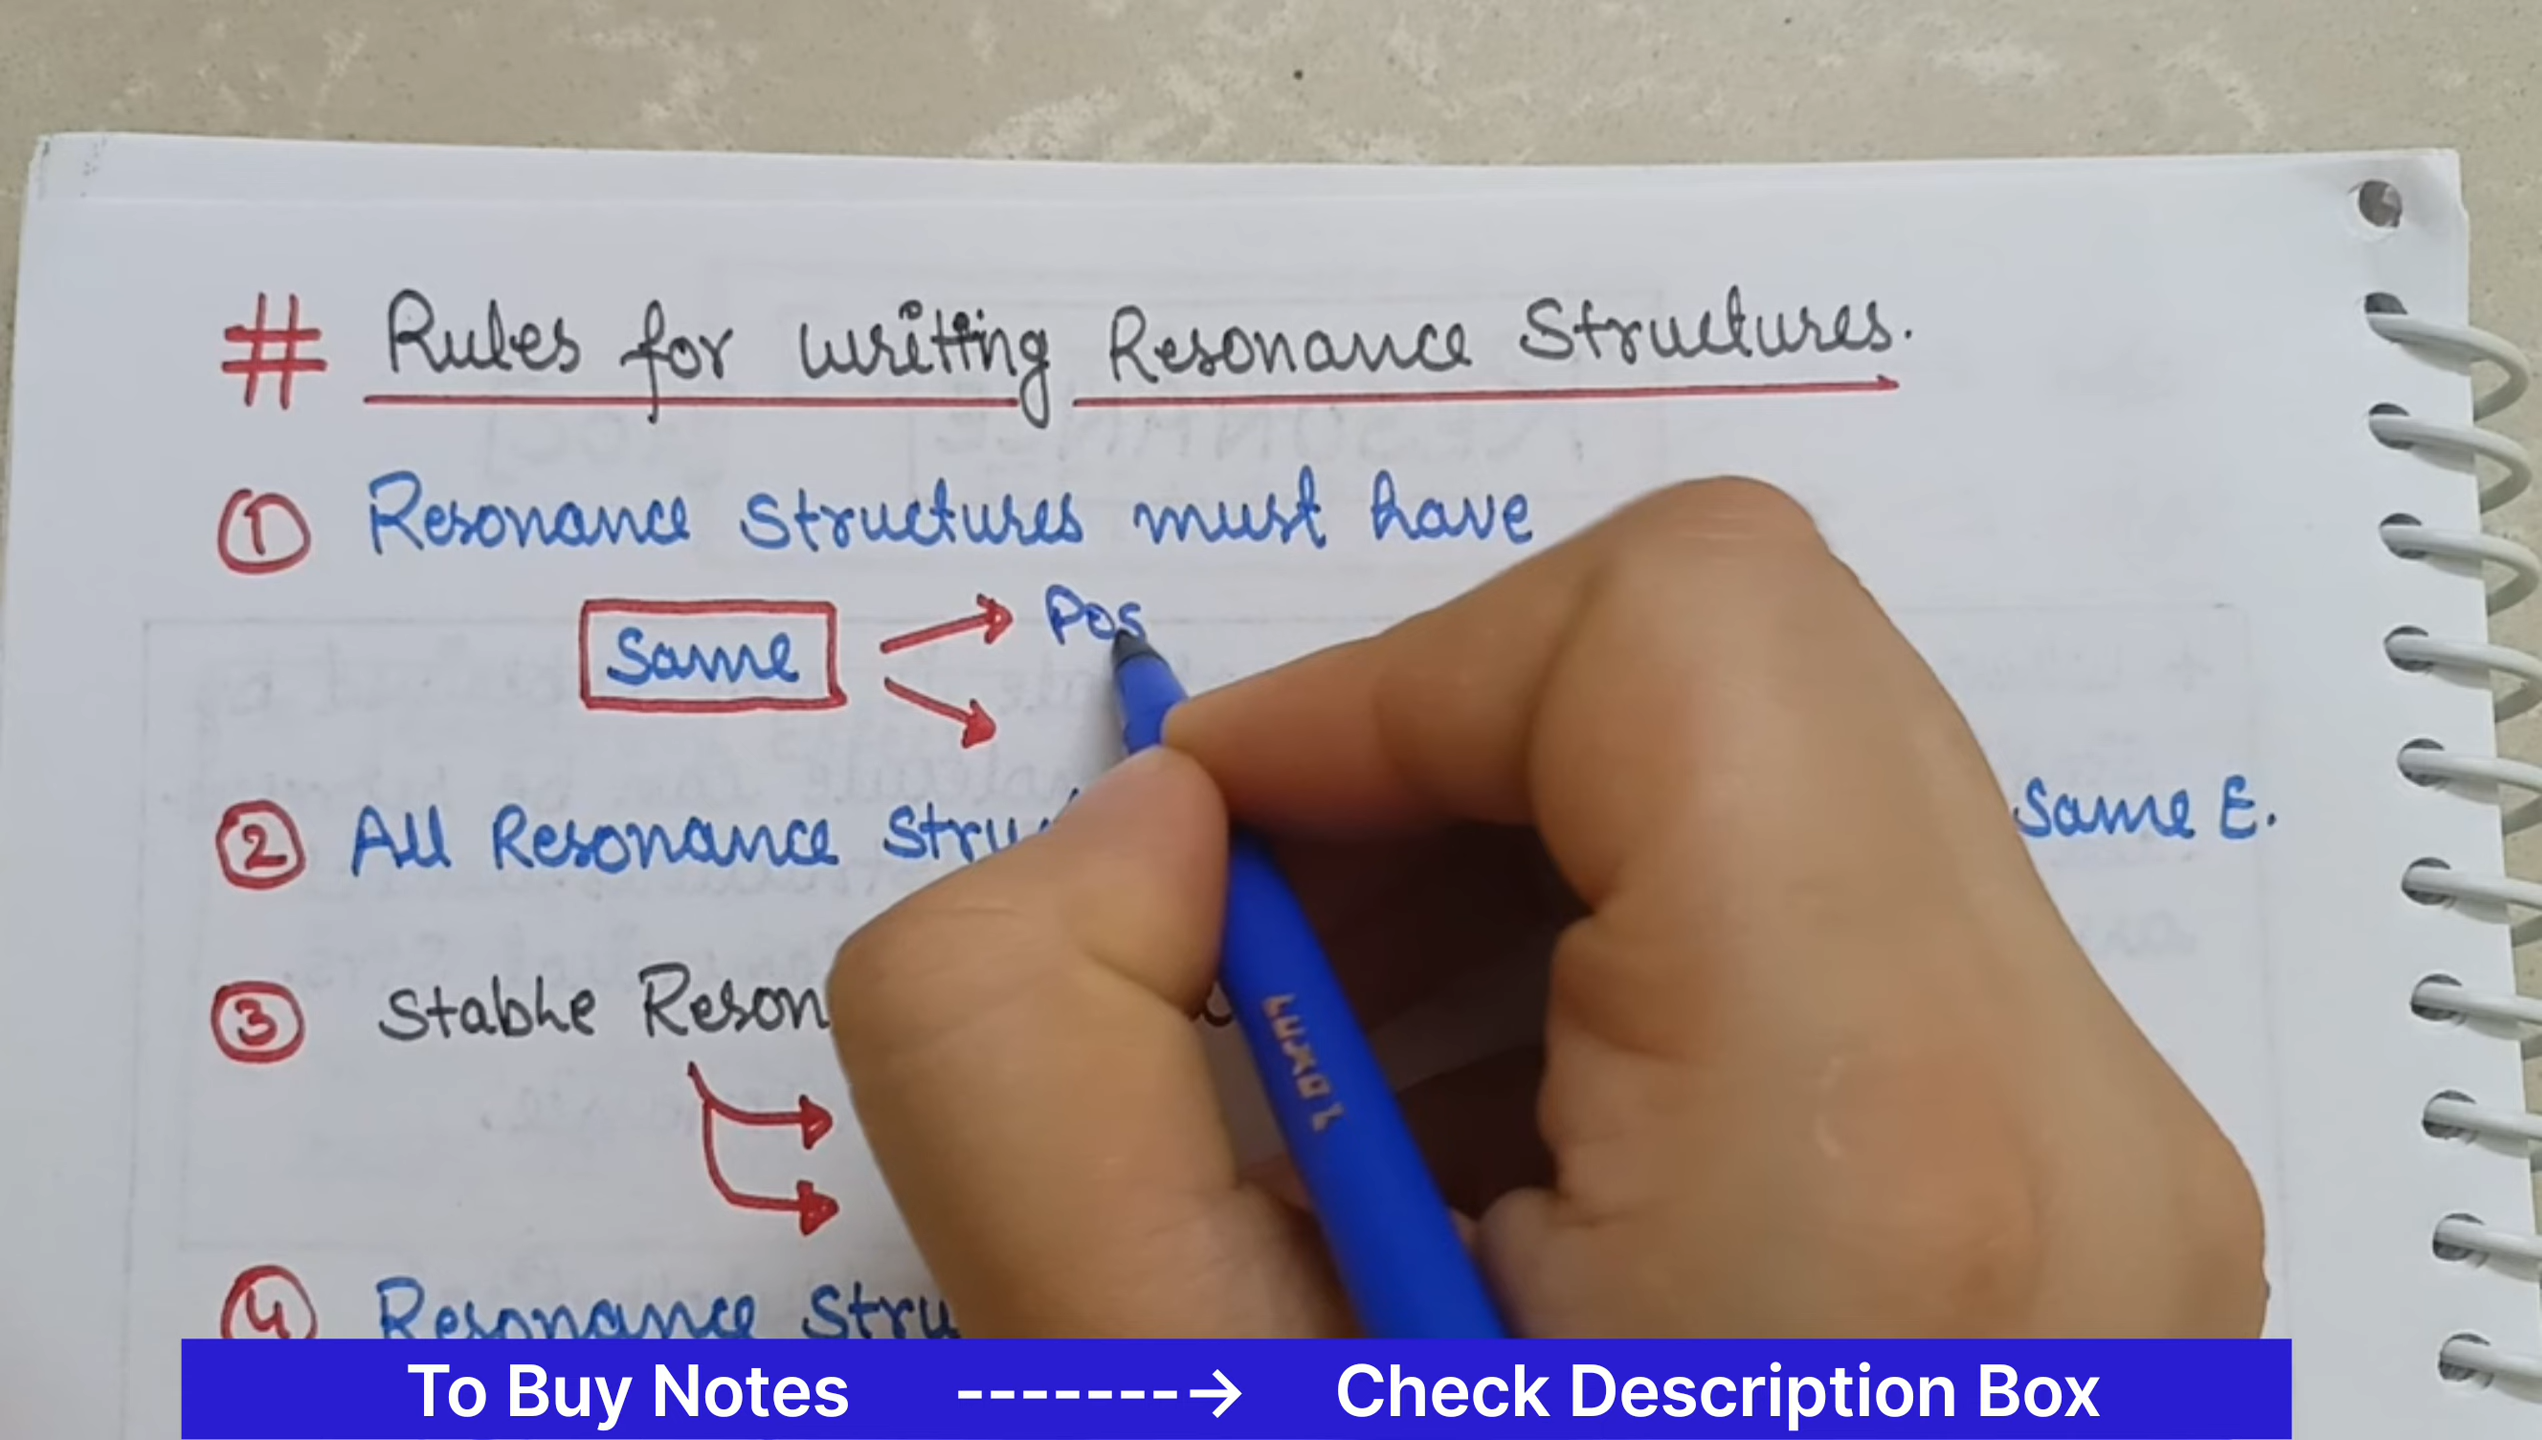 # Rules for writting Resonance Structures.
① Resonance Structures must have
Same → Pos
→
② All Resonance Stru Same E.
③ Stable Reson
④ Resonance Stru
LUXOR
To Buy Notes -------→ Check Description Box